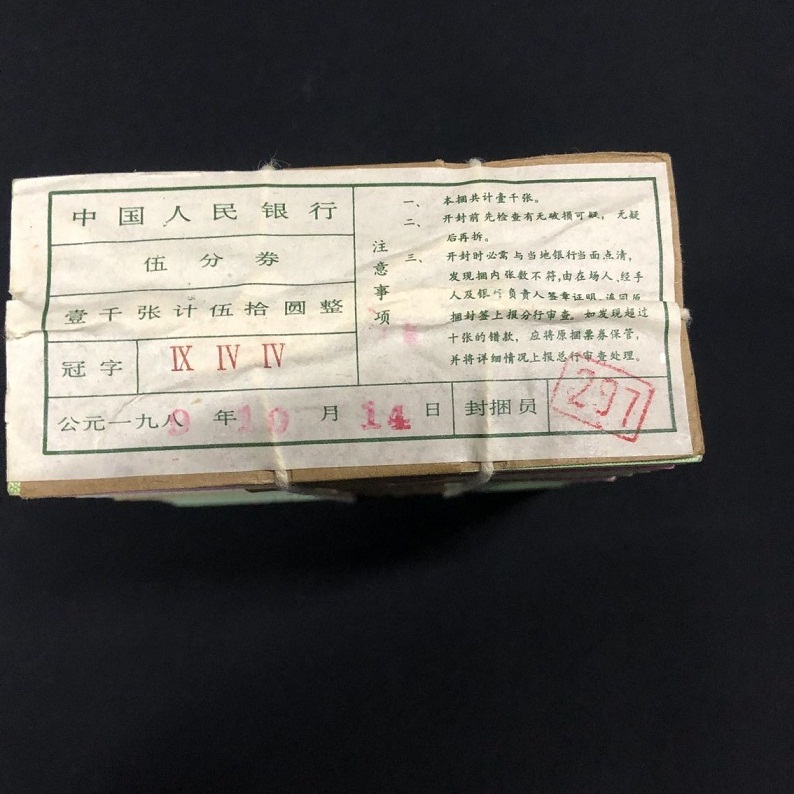 中国人民银行
伍分券
壹千张计伍拾圆整
冠字 IX IV IV
公元一九八9年10月14日 封捆员 297
注意事项
一、本捆共计壹千张。
二、开封前先检查有无破损可疑，无疑
后再拆。
三、开封时必需与当地银行当面点清，
发现捆内张数不符,由在场人、经手
人及银行负责人签章证明、连同原
捆封签上报分行审查。如发现超过
十张的错款，应将原捆票券保管，
并将详细情况上报总行审查处理。